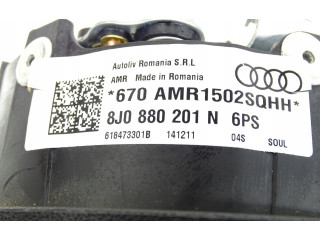 Autoliv Romania S.R.L
AMR Made in Romania
*670 AMR1502SQHH*
8J0 880 201 N 6PS
618473301B 141211 04S SOUL